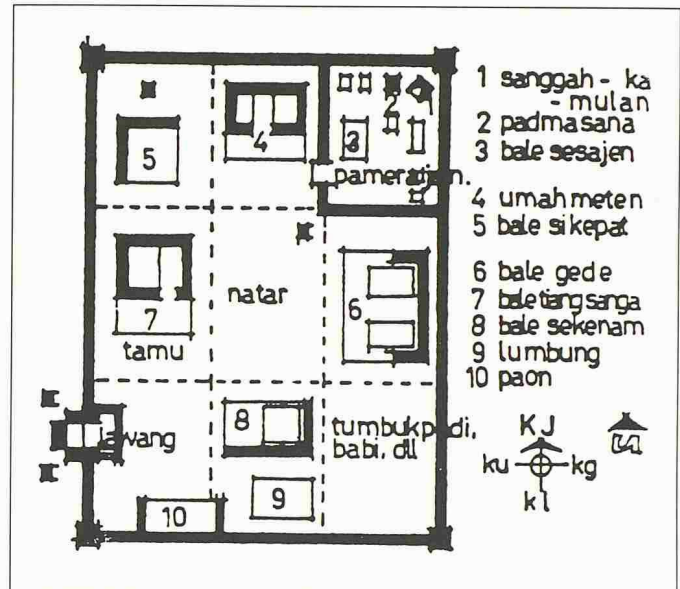 1 sanggah - ka
- mulan
2 padmasana
3 bale sesajen
4 umah meten
5 bale sikepat
6 bale gede
7 bale tiang sanga
8 bale sekenam
9 lumbung
10 paon
KJ
ku
kg
kl
2
4
3
5
pamerajan.
natar
6
7
tamu
8
tumbuk padi,
babi. dll
lawang
9
10